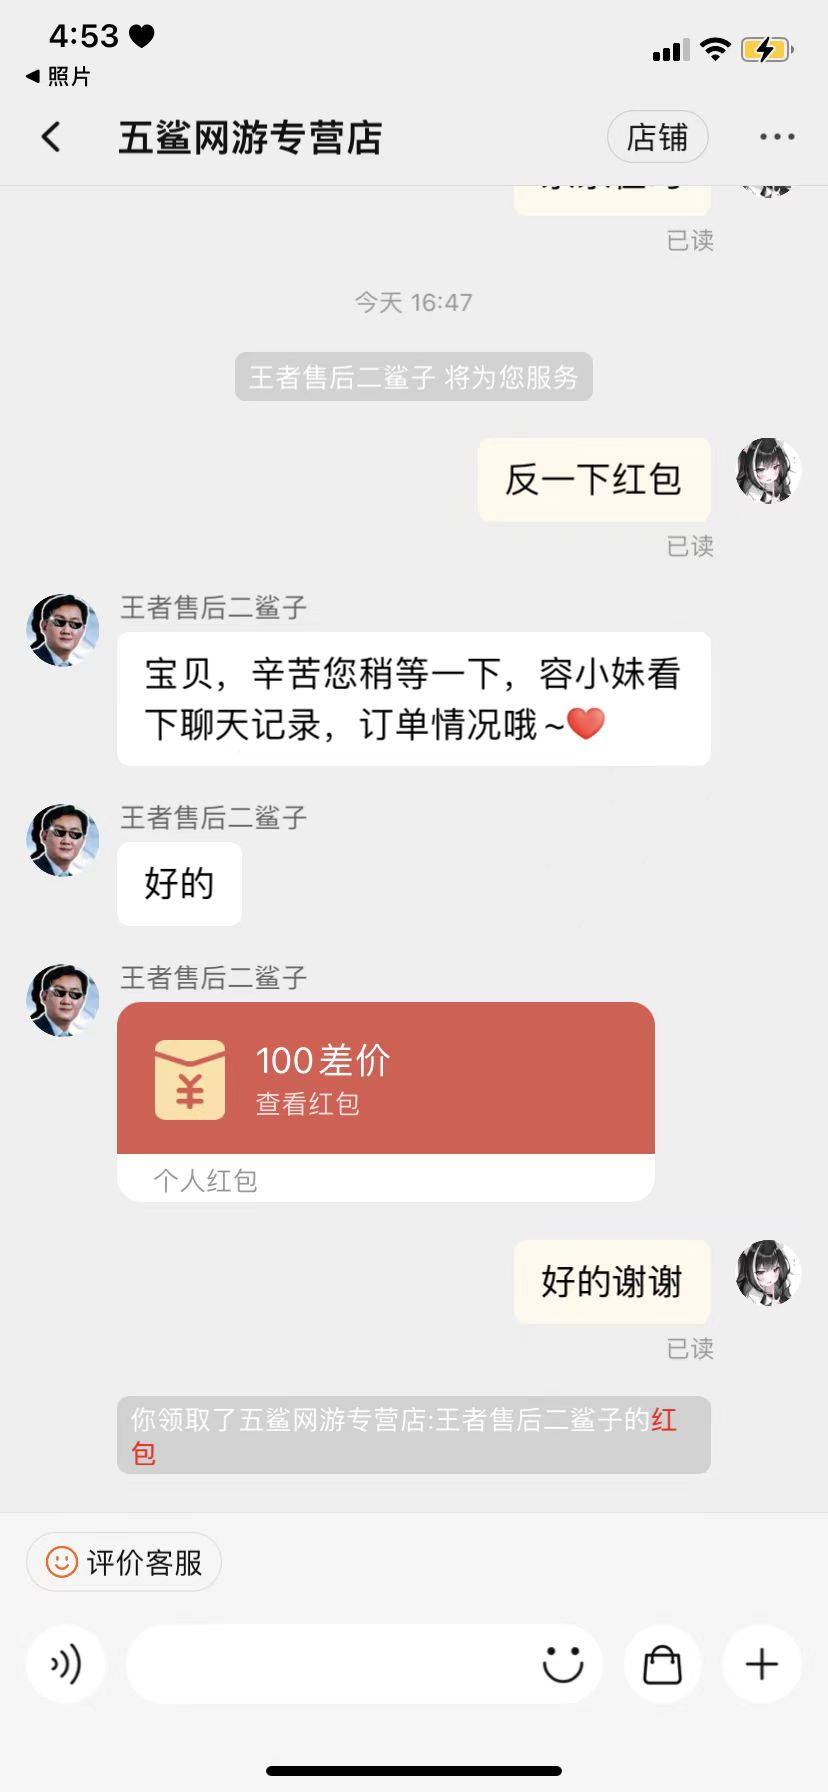 4:53
◀ 照片
五鲨网游专营店
店铺
已读
今天 16:47
王者售后二鲨子 将为您服务
反一下红包
已读
王者售后二鲨子
宝贝，辛苦您稍等一下，容小妹看
下聊天记录，订单情况哦~❤️
王者售后二鲨子
好的
王者售后二鲨子
100差价
查看红包
个人红包
好的谢谢
已读
你领取了五鲨网游专营店:王者售后二鲨子的红
包
评价客服